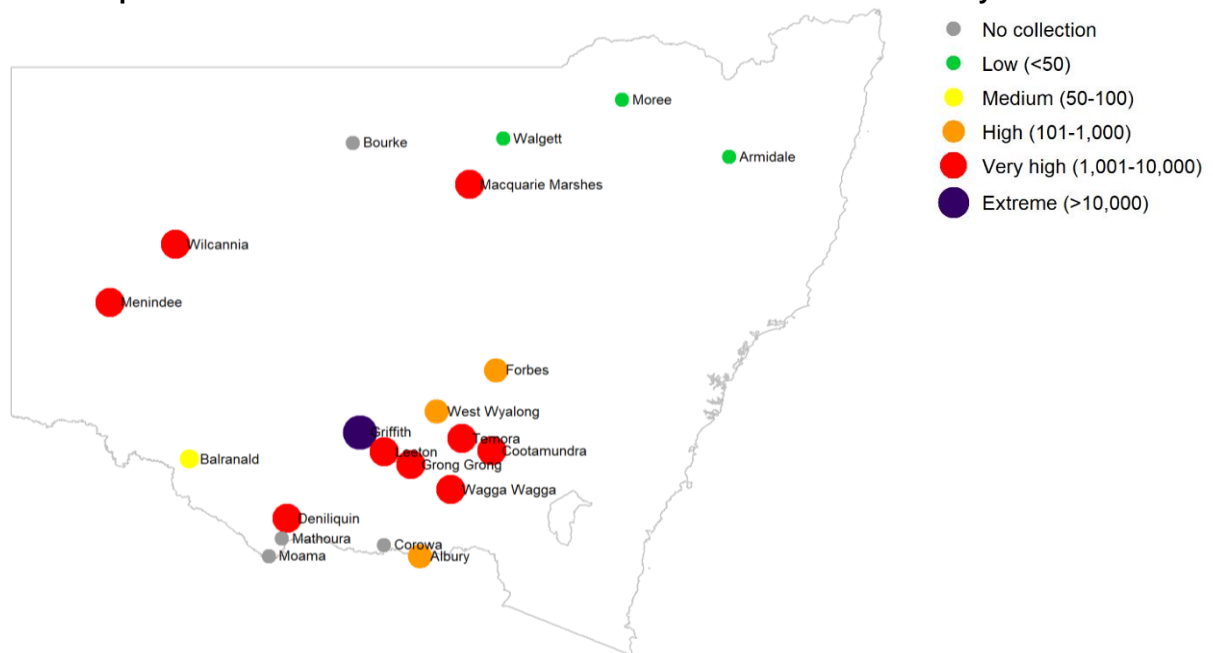 No collection
Low (<50)
Medium (50-100)
High (101-1,000)
Very high (1,001-10,000)
Extreme (>10,000)
Moree
Bourke
Walgett
Armidale
Macquarie Marshes
Wilcannia
Menindee
Forbes
West Wyalong
Griffith
Temora
Leeton
Cootamundra
Balranald
Grong Grong
Wagga Wagga
Deniliquin
Mathoura
Corowa
Moama
Albury